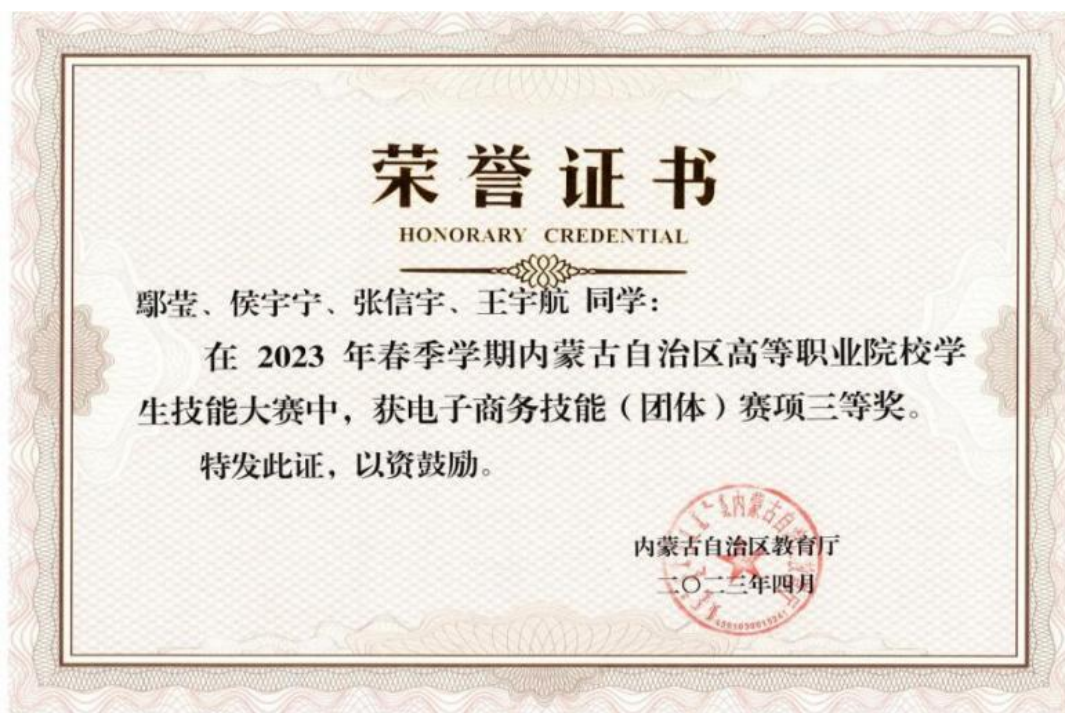 荣誉证书
HONORARY CREDENTIAL
鄢莹、侯宇宁、张信宇、王宇航 同学：
在 2023 年春季学期内蒙古自治区高等职业院校学
生技能大赛中，获电子商务技能（团体）赛项三等奖。
特发此证，以资鼓励。
内蒙古自治区教育厅
二〇二三年四月